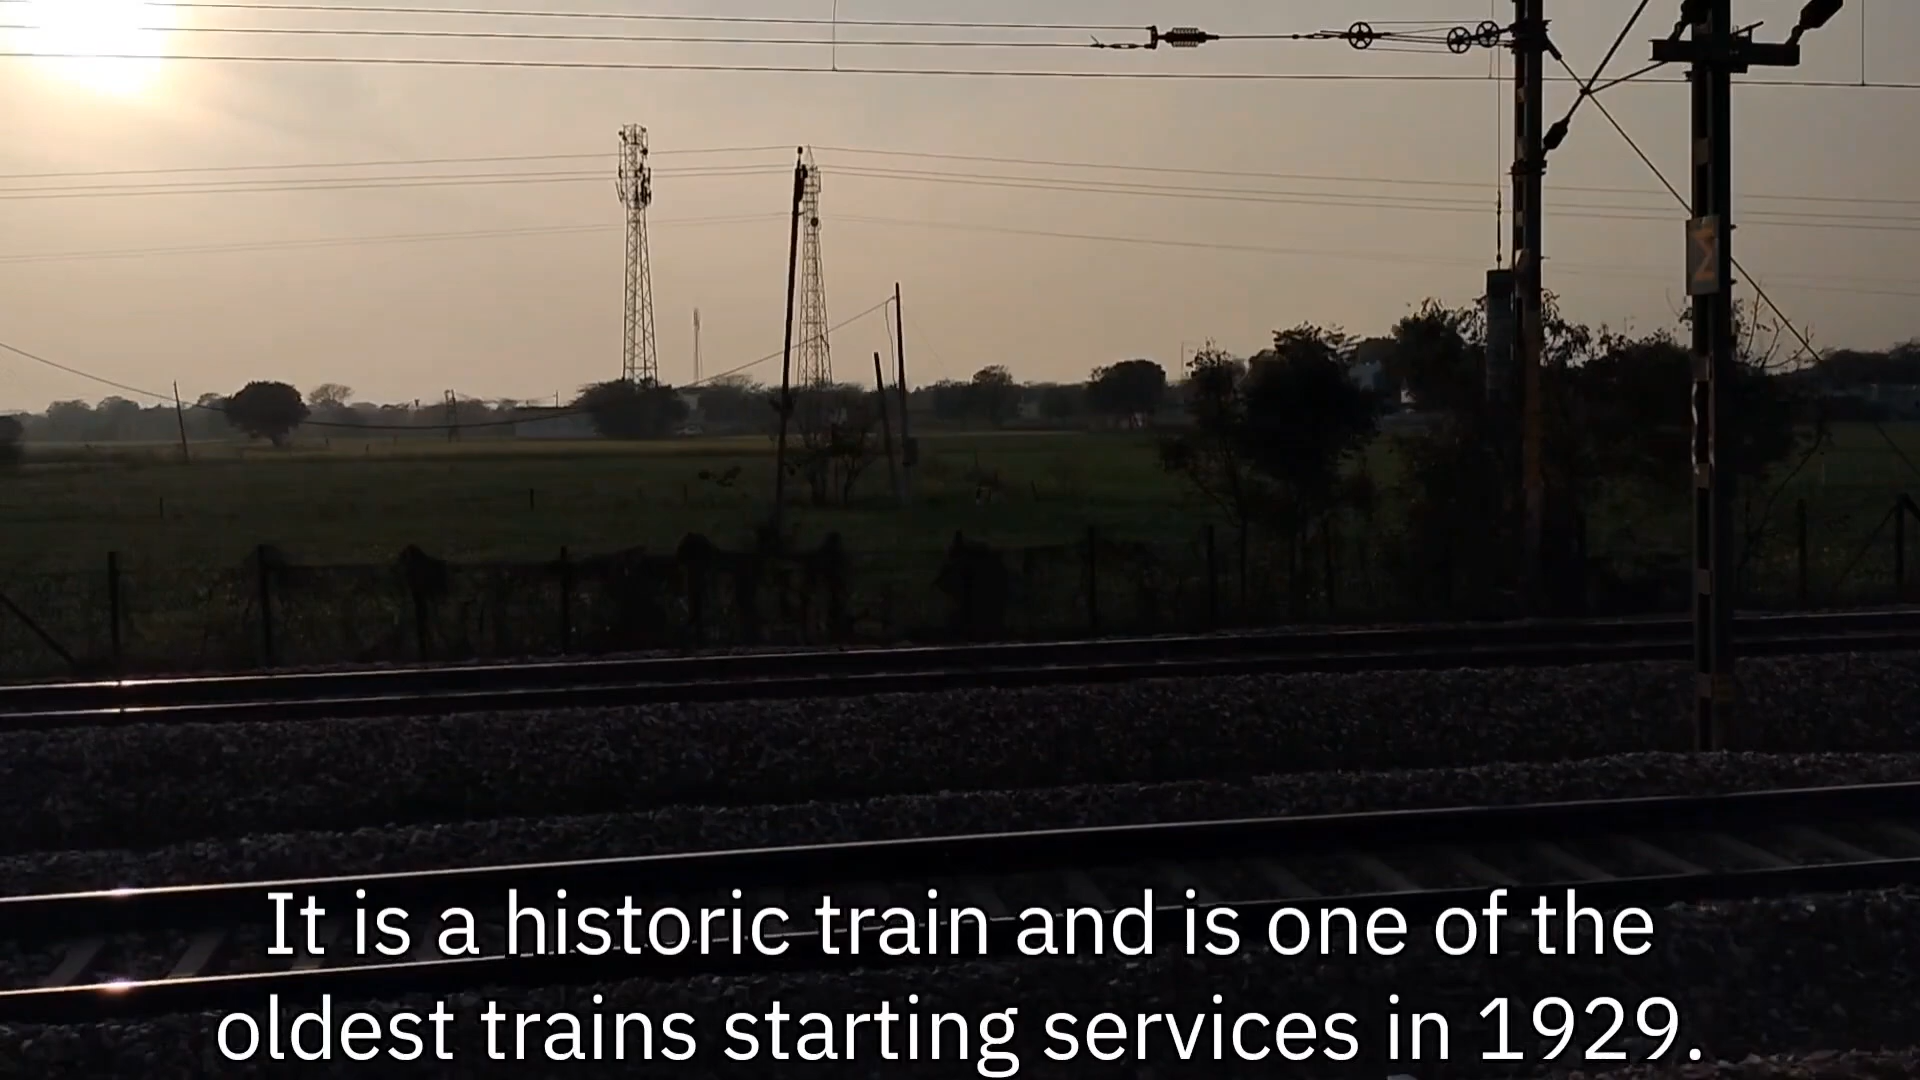 It is a historic train and is one of the
oldest trains starting services in 1929.